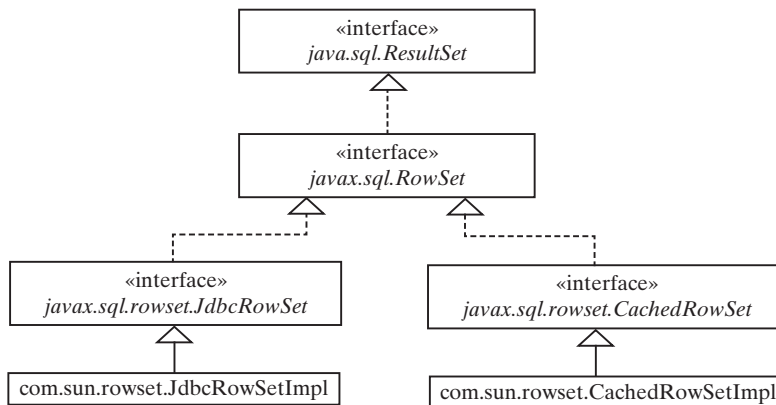 «interface»
java.sql.ResultSet
«interface»
javax.sql.RowSet
«interface»
javax.sql.rowset.JdbcRowSet
«interface»
javax.sql.rowset.CachedRowSet
com.sun.rowset.JdbcRowSetImpl
com.sun.rowset.CachedRowSetImpl